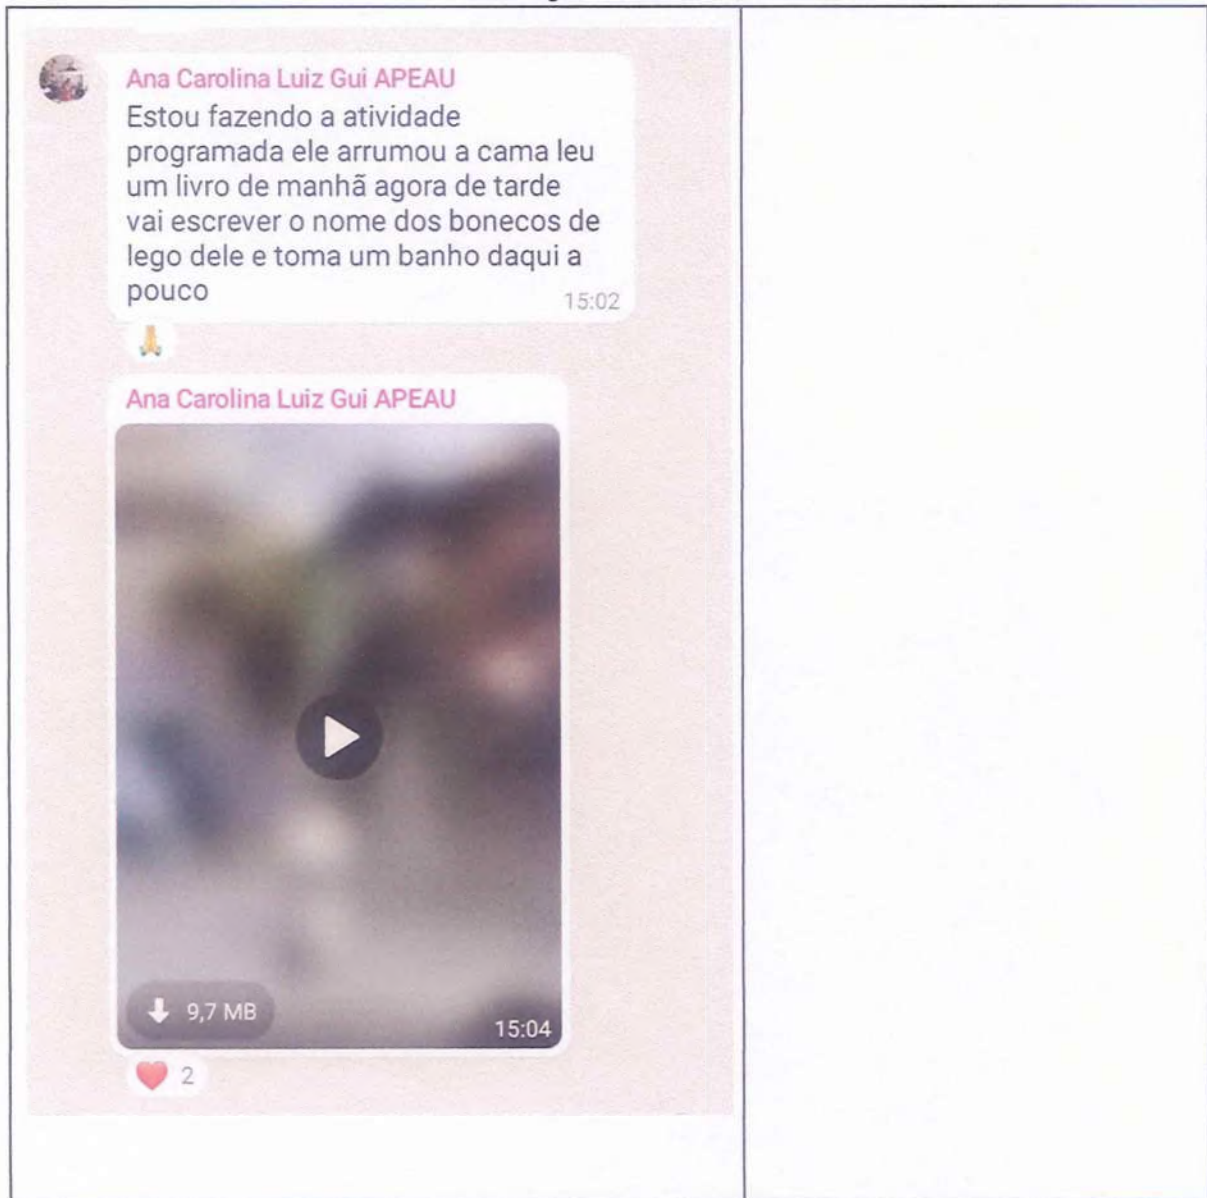 Ana Carolina Luiz Gui APEAU
Estou fazendo a atividade
programada ele arrumou a cama leu
um livro de manhã agora de tarde
vai escrever o nome dos bonecos de
lego dele e toma um banho daqui a
pouco
15:02
Ana Carolina Luiz Gui APEAU
9,7 MB
15:04
2